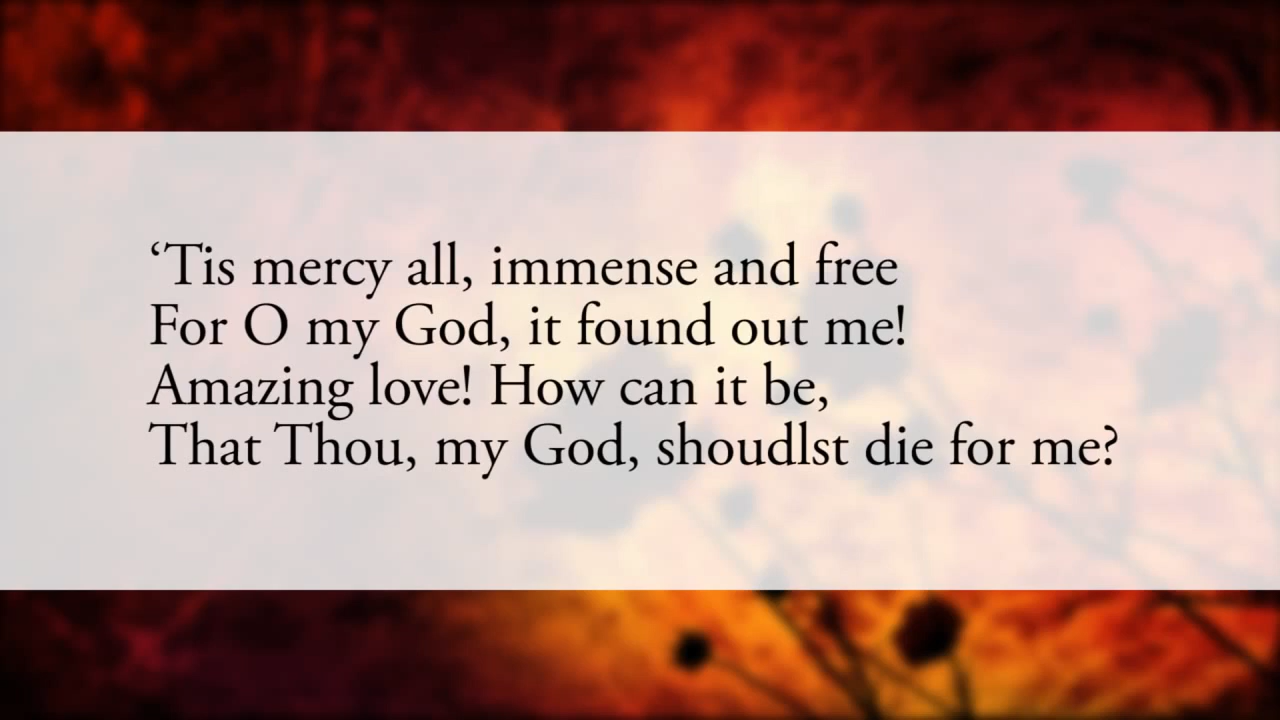 ‘Tis mercy all, immense and free
For O my God, it found out me!
Amazing love! How can it be,
That Thou, my God, shoudlst die for me?